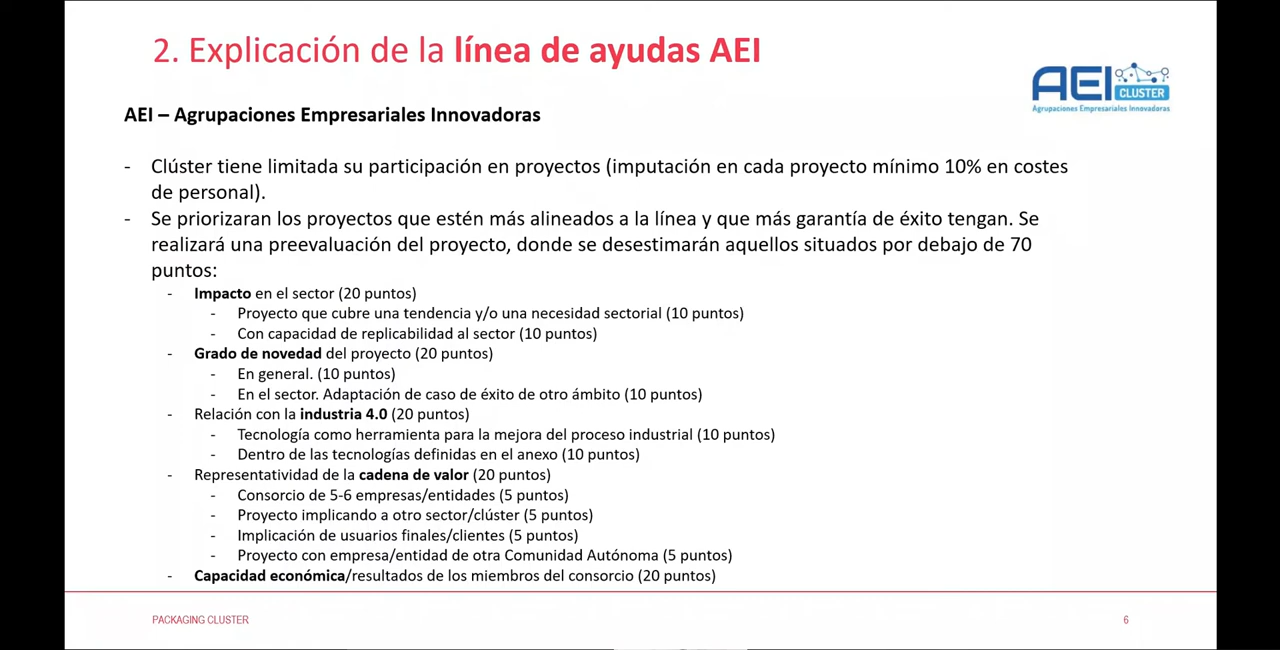 2. Explicación de la línea de ayudas AEI
AEI CLUSTER
Agrupaciones Empresariales Innovadoras
AEI – Agrupaciones Empresariales Innovadoras
- Clúster tiene limitada su participación en proyectos (imputación en cada proyecto mínimo 10% en costes
de personal).
- Se priorizaran los proyectos que estén más alineados a la línea y que más garantía de éxito tengan. Se
realizará una preevaluación del proyecto, donde se desestimarán aquellos situados por debajo de 70
puntos:
- Impacto en el sector (20 puntos)
- Proyecto que cubre una tendencia y/o una necesidad sectorial (10 puntos)
- Con capacidad de replicabilidad al sector (10 puntos)
- Grado de novedad del proyecto (20 puntos)
- En general. (10 puntos)
- En el sector. Adaptación de caso de éxito de otro ámbito (10 puntos)
- Relación con la industria 4.0 (20 puntos)
- Tecnología como herramienta para la mejora del proceso industrial (10 puntos)
- Dentro de las tecnologías definidas en el anexo (10 puntos)
- Representatividad de la cadena de valor (20 puntos)
- Consorcio de 5-6 empresas/entidades (5 puntos)
- Proyecto implicando a otro sector/clúster (5 puntos)
- Implicación de usuarios finales/clientes (5 puntos)
- Proyecto con empresa/entidad de otra Comunidad Autónoma (5 puntos)
- Capacidad económica/resultados de los miembros del consorcio (20 puntos)
PACKAGING CLUSTER
6